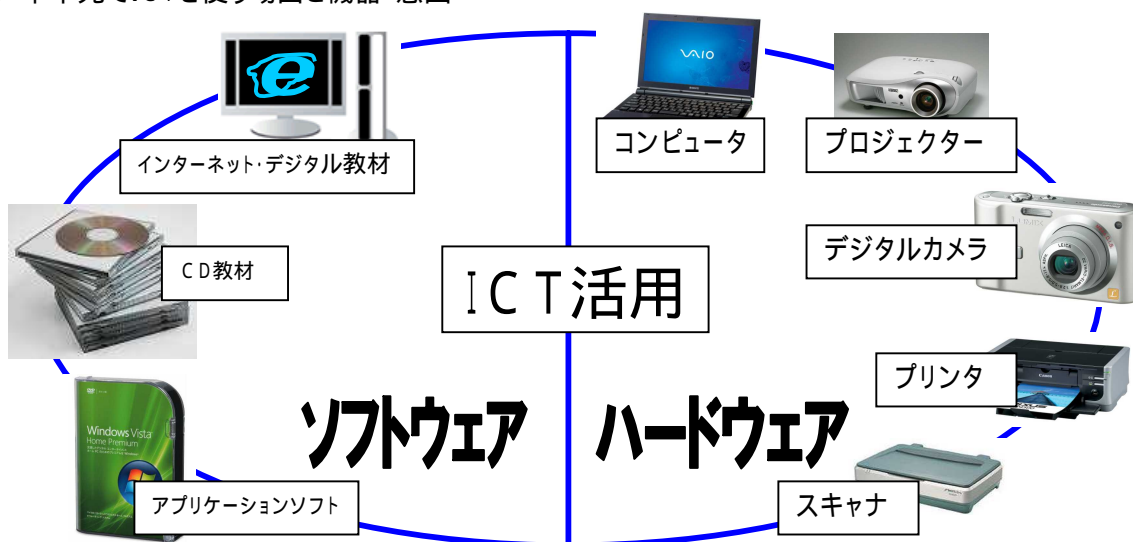 インターネット・デジタル教材
コンピュータ
プロジェクター
VAIO
デジタルカメラ
CD教材
ICT活用
プリンタ
Canon
ソフトウェア
ハードウェア
Windows Vista
Home Premium
アプリケーションソフト
スキャナ
LUMIX
LEICA